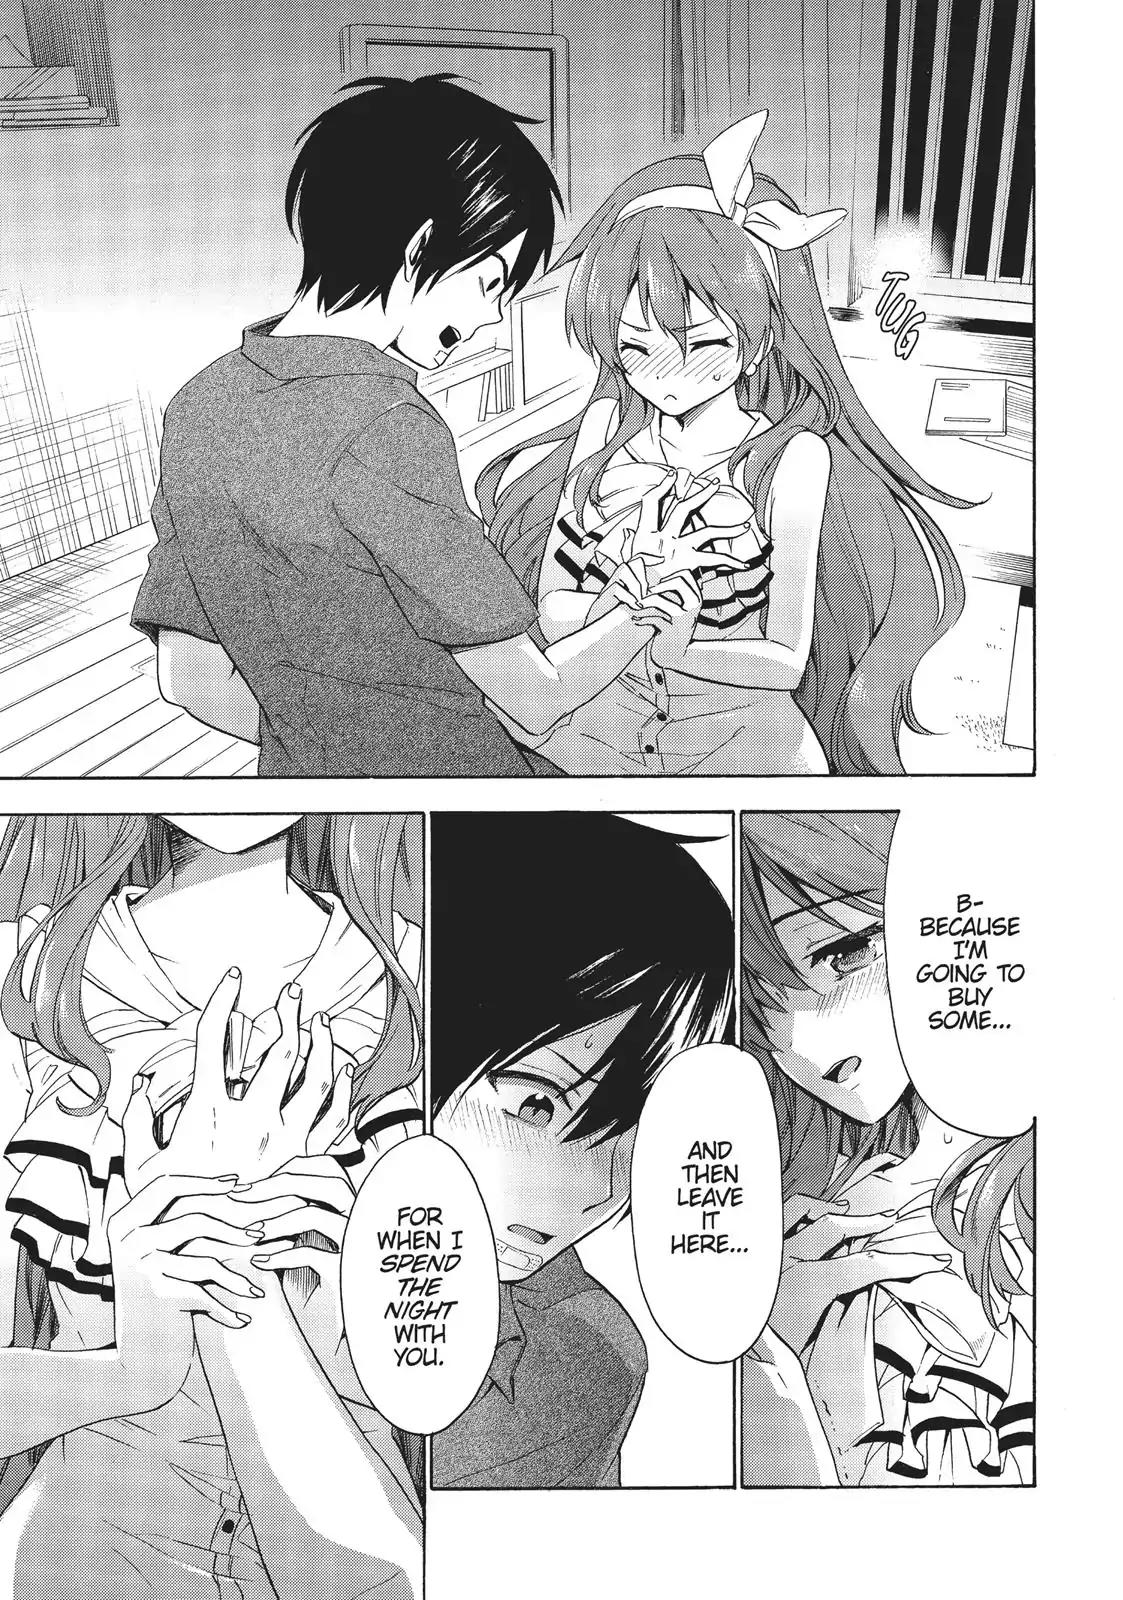 TUG
B-
BECAUSE
I'M
GOING TO
BUY
SOME...
AND
THEN
LEAVE
IT
HERE...
FOR
WHEN I
SPEND
THE
NIGHT
WITH
YOU.